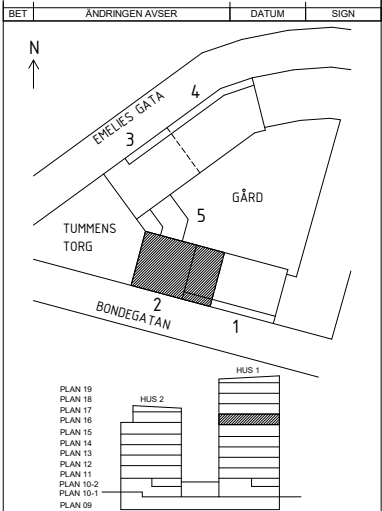 BET ÄNDRINGEN AVSER DATUM SIGN
N
EMELIES GATA
4
3
5
GÅRD
TUMMENS
TORG
2
BONDEGATAN
1
HUS 1
HUS 2
PLAN 19
PLAN 18
PLAN 17
PLAN 16
PLAN 15
PLAN 14
PLAN 13
PLAN 12
PLAN 11
PLAN 10-2
PLAN 10-1
PLAN 09